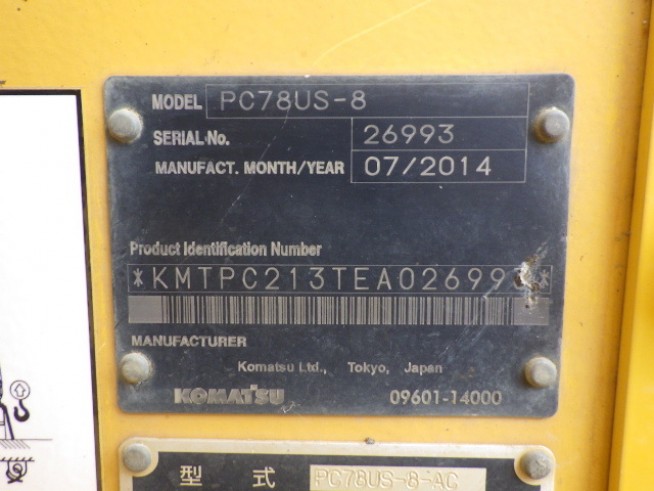 MODEL PC78US-8
SERIAL No. 26993
MANUFACT. MONTH/YEAR 07/2014
Product Identification Number
*KMTPC213TEA02699 *
MANUFACTURER
Komatsu Ltd., Tokyo, Japan
KOMATSU 09601-14000
型式 PC78US-8-AC